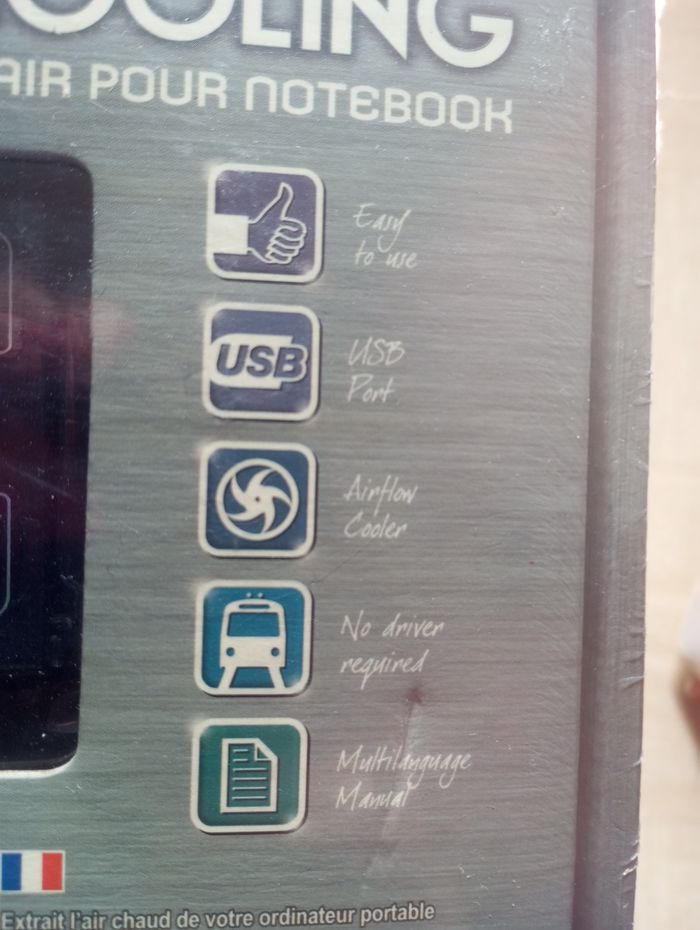 OOLING
AIR POUR NOTEBOOK
Easy
to use
USB
USB
Port
Airflow
Cooler
No driver
required
Multilanguage
Manual
Extrait l'air chaud de votre ordinateur portable